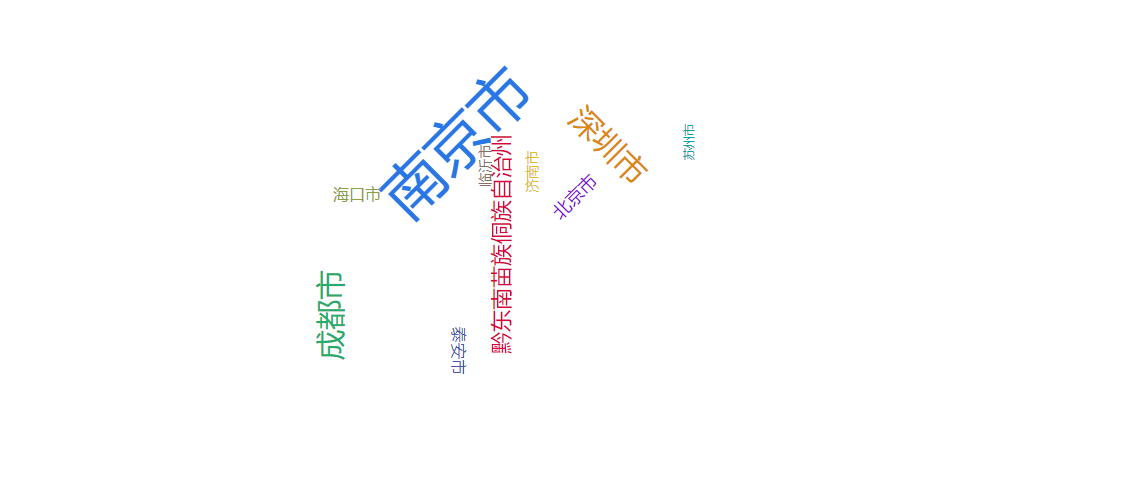 南京市
深圳市
苏州市
临沂市
济南市
黔东南苗族侗族自治州
北京市
海口市
成都市
泰安市